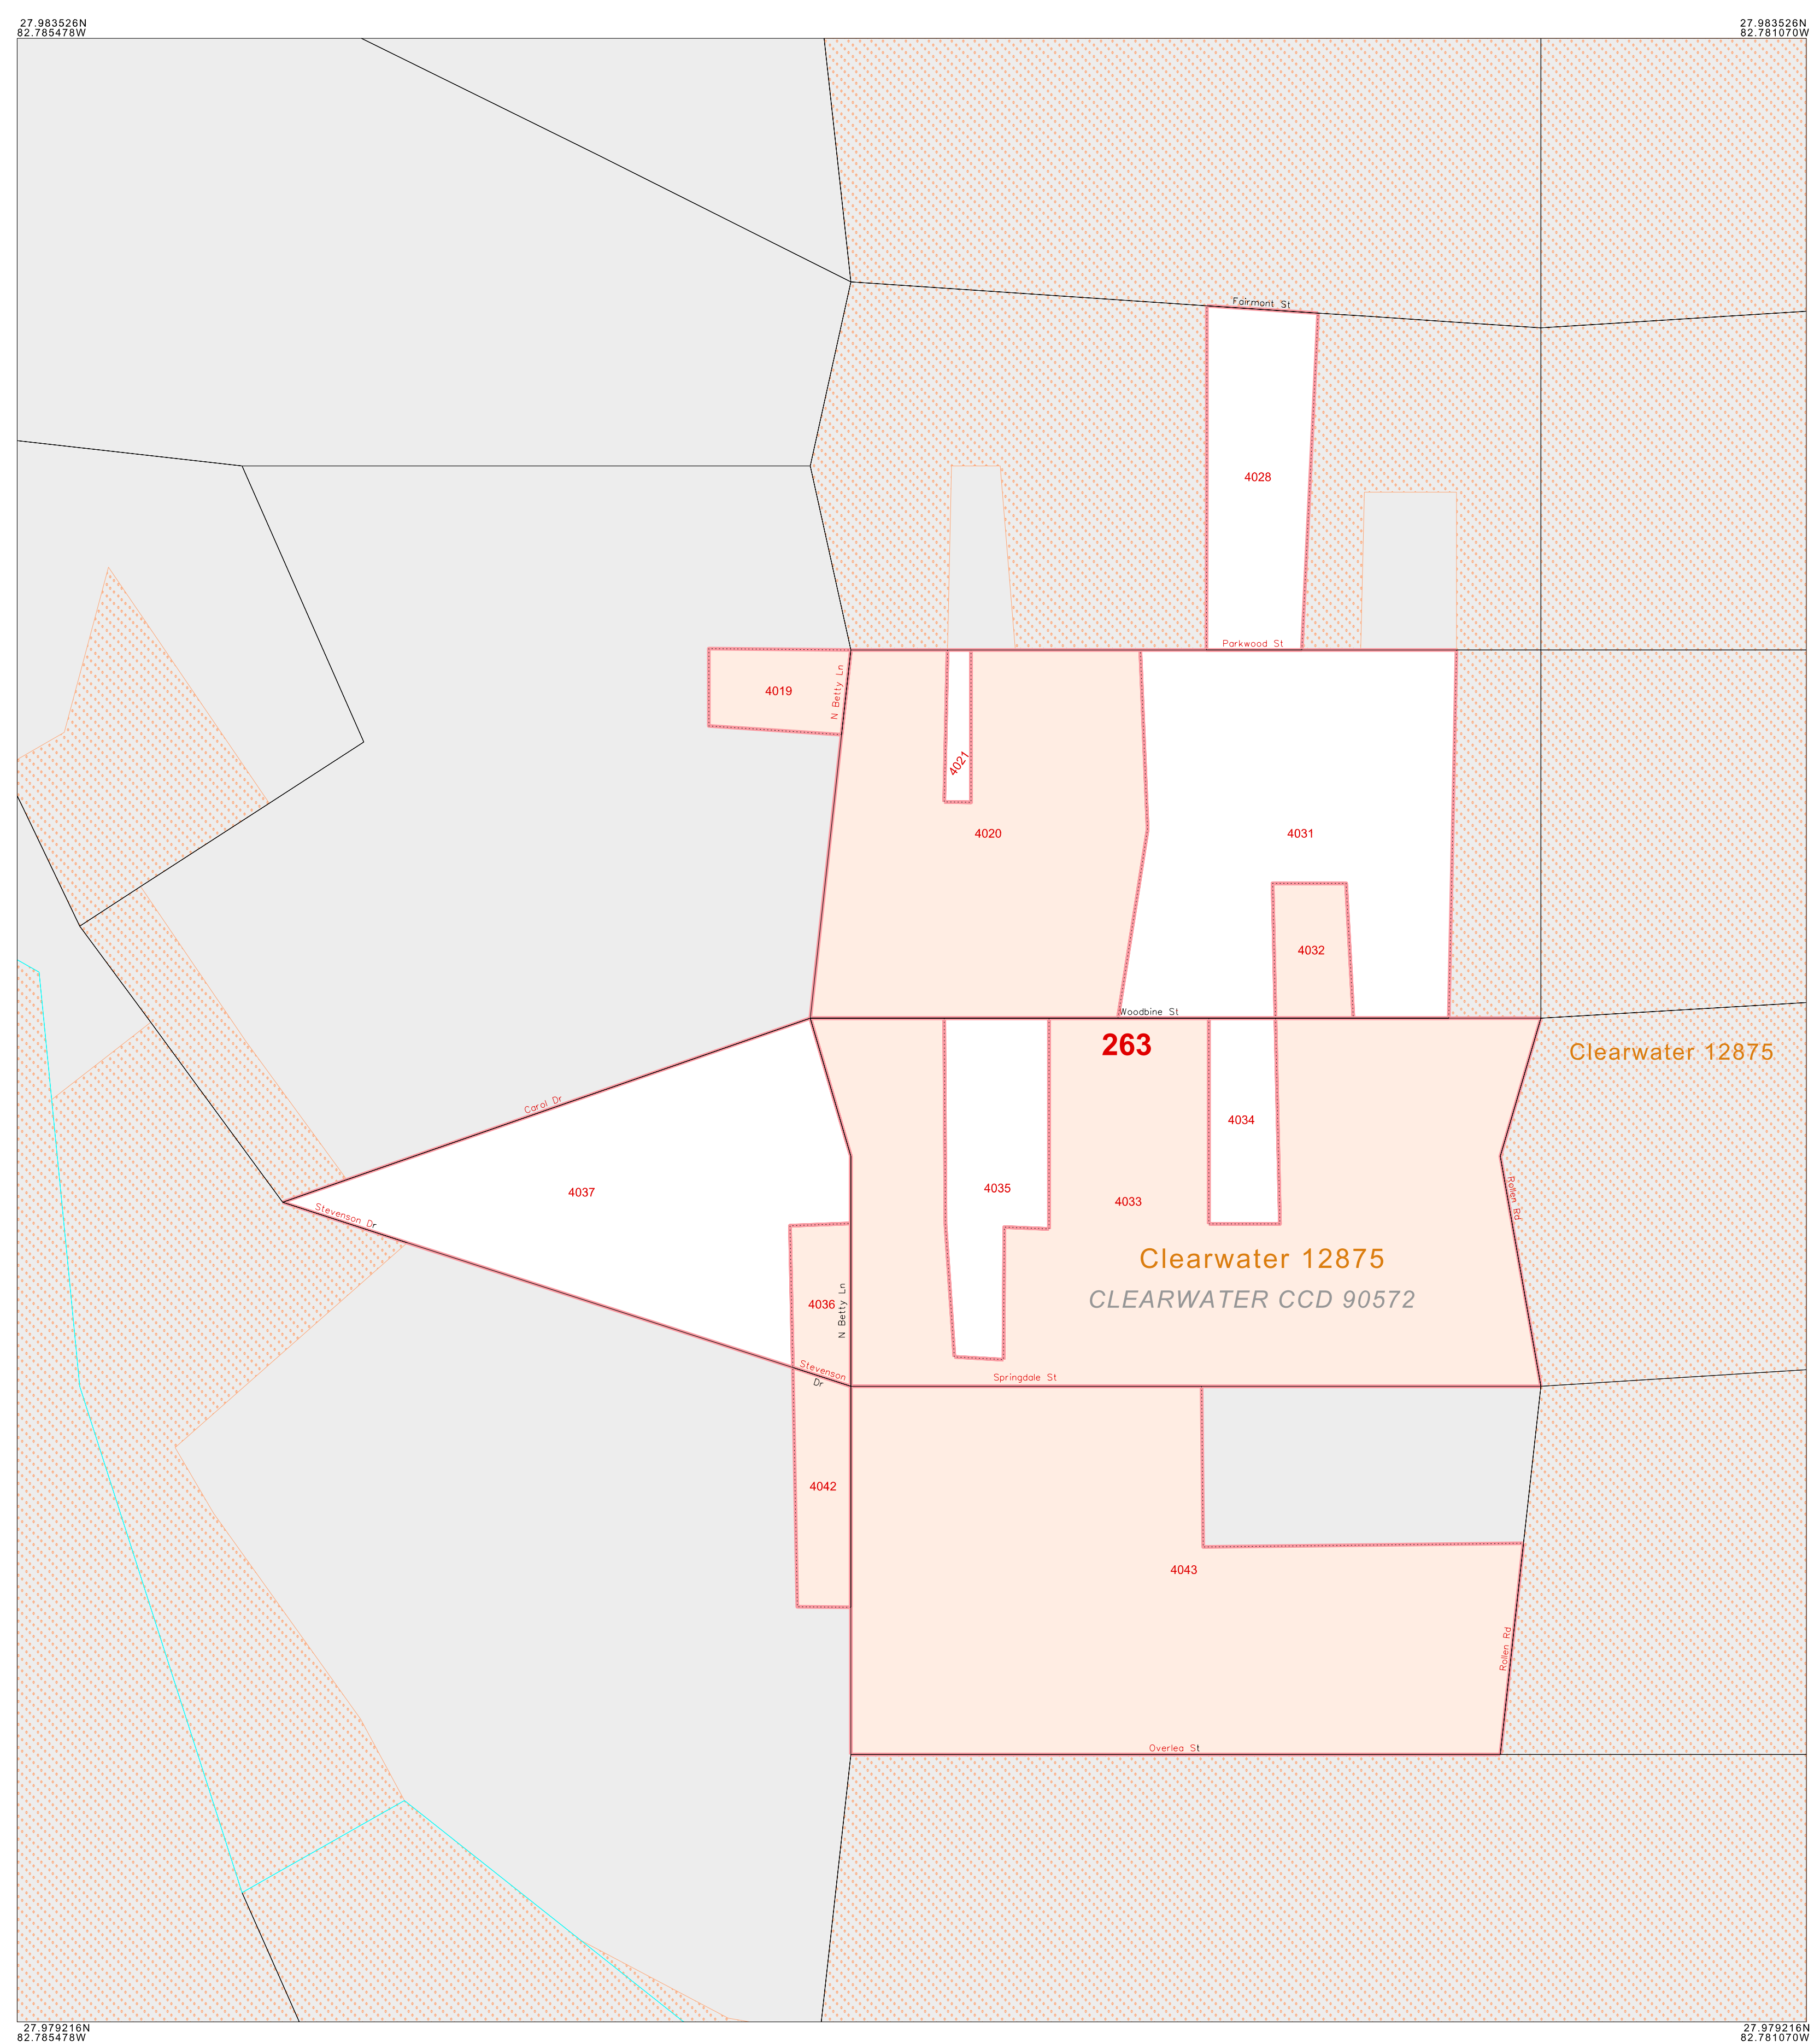 27.983526N
82.785478W
27.983526N
82.781070W
Fairmont St
4028
Parkwood St
4019
N Betty Ln
4021
4020
4031
4032
Woodbine St
263
Clearwater 12875
Carol Dr
4034
4037
4035
4033
Stevenson Dr
Rollen Rd
Clearwater 12875
CLEARWATER CCD 90572
4036
N Betty Ln
Stevenson
Dr
Springdale St
4042
4043
Rollen Rd
Overlea St
27.979216N
82.785478W
27.979216N
82.781070W